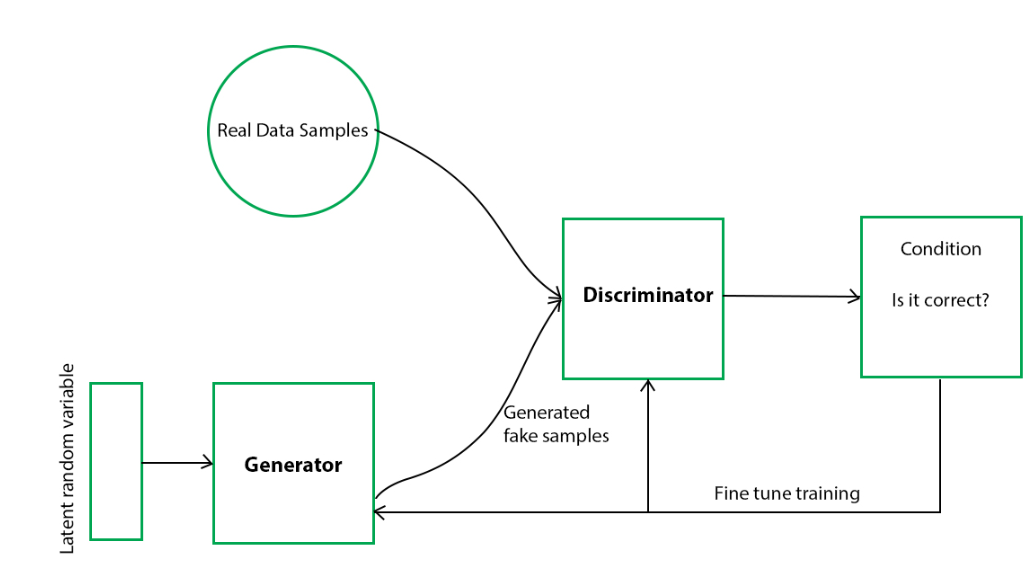 Real Data Samples
Discriminator
Condition
Is it correct?
Latent random variable
Generator
Generated
fake samples
Fine tune training